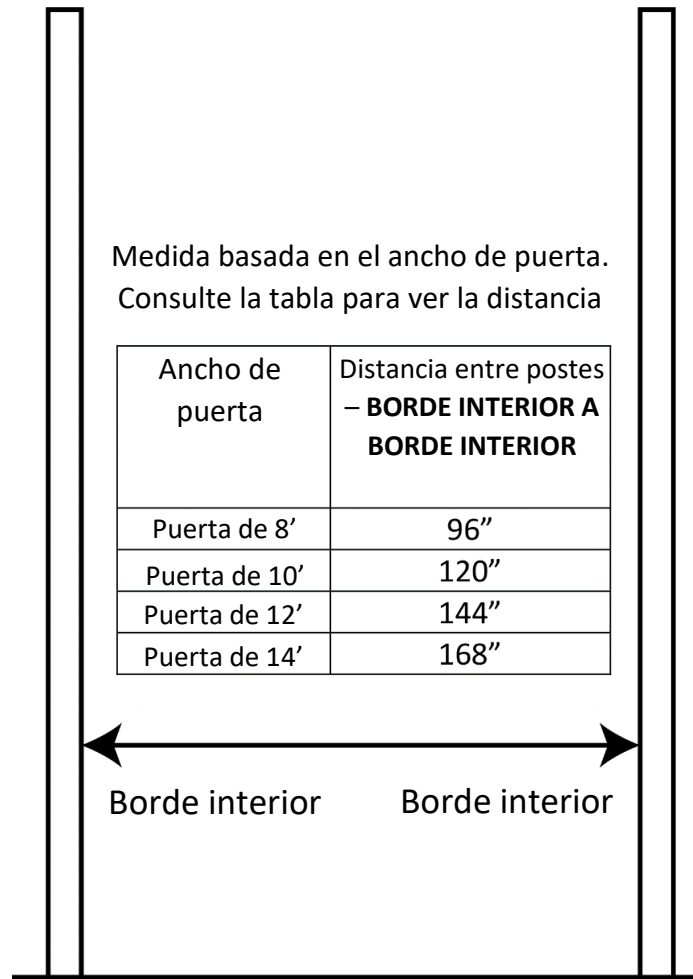 Medida basada en el ancho de puerta.
Consulte la tabla para ver la distancia
Ancho de
puerta
Distancia entre postes
– BORDE INTERIOR A
BORDE INTERIOR
Puerta de 8’
96”
Puerta de 10’
120”
Puerta de 12’
144”
Puerta de 14’
168”
Borde interior
Borde interior